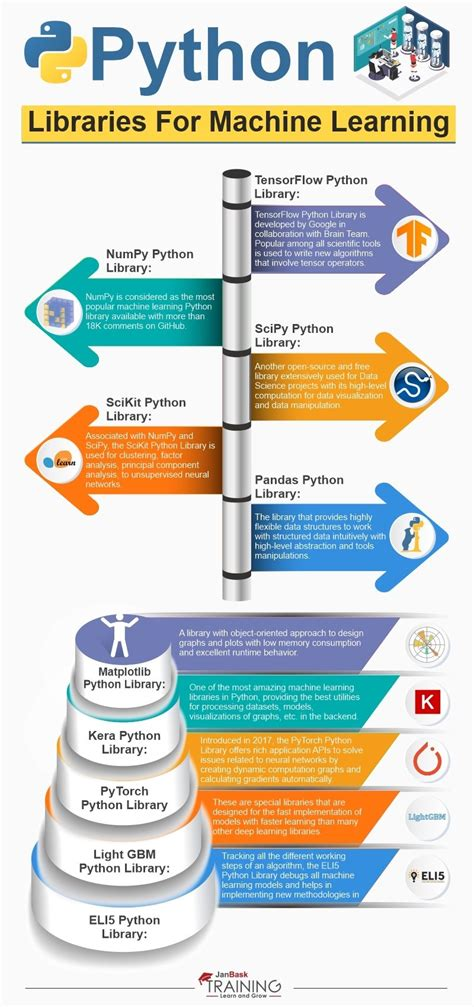 Python
Libraries For Machine Learning
TensorFlow Python
Library:
TensorFlow Python Library is
developed by Google in
collaboration with Brain Team.
Popular among all scientific tools
is used to write new algorithms
that involve tensor operators.
NumPy Python
Library:
NumPy is considered as the most
popular machine learning Python
library available with more than
18K comments on GitHub.
SciPy Python
Library:
Another open-source and free
library extensively used for Data
Science projects with its high-level
computation for data visualization
and data manipulation.
SciKit Python
Library:
Associated with NumPy and
SciPy, the SciKit Python Library is
used for clustering, factor
analysis, principal component
analysis, to unsupervised neural
networks.
learn
Pandas Python
Library:
The library that provides highly
flexible data structures to work
with structured data intuitively with
high-level abstraction and tools
manipulations.
Matplotlib
Python Library:
A library with object-oriented approach to design
graphs and plots with low memory consumption
and excellent runtime behavior.
Kera Python
Library:
One of the most amazing machine learning
libraries in Python, providing the best utilities
for processing datasets, models,
visualizations of graphs, etc. in the backend.
K
PyTorch
Python Library
Introduced in 2017, the PyTorch Python
Library offers rich application APIs to solve
issues related to neural networks by
creating dynamic computation graphs and
calculating gradients automatically.
Light GBM
Python Library:
These are special libraries that are
designed for the fast implementation of
models with faster learning than many
other deep learning libraries.
LightGBM
ELI5 Python
Library:
Tracking all the different working
steps of an algorithm, the ELI5
Python Library debugs all machine
learning models and helps in
implementing new methodologies in
ELI5
JanBask
TRAINING
Learn and Grow